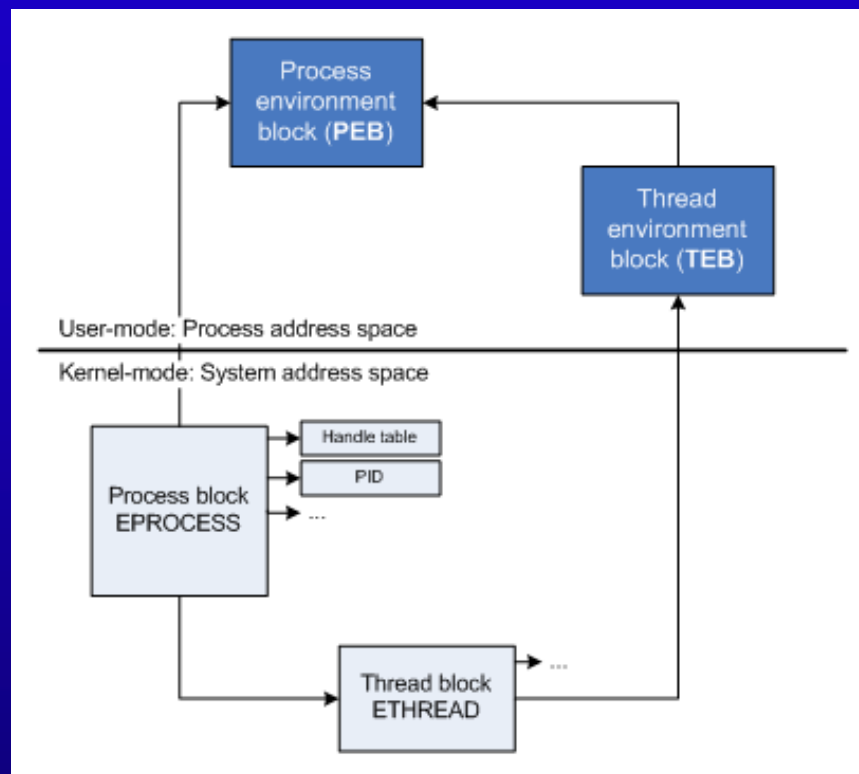 Process
environment
block (PEB)
Thread
environment
block (TEB)
User-mode: Process address space
Kernel-mode: System address space
Handle table
PID
...
Process block
EPROCESS
...
Thread block
ETHREAD